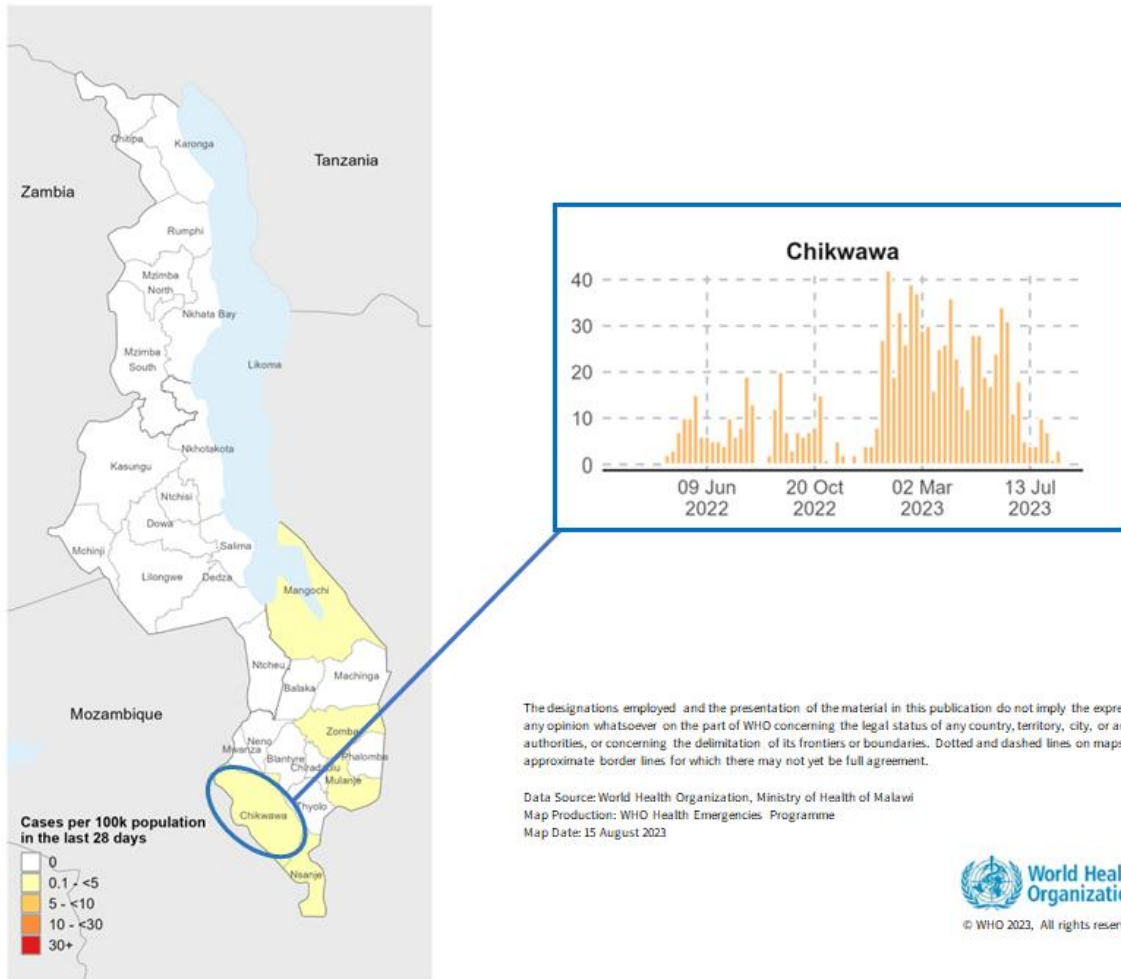 Chitipa
Karonga
Tanzania
Zambia
Rumphi
Mzimba
North
Nkhata Bay
Mzimba
South
Likoma
Nkhotakota
Kasungu
Ntchisi
Dowa
Mchinji
Salima
Lilongwe
Dedza
Mangochi
Ntcheu
Balaka
Machinga
Mozambique
Zomba
Neno
Mwanza
Blantyre
Phalombe
Chiradzulu
Mulanje
Thyolo
Chikwawa
Nsanje
Cases per 100k population
in the last 28 days
0
0.1 - <5
5 - <10
10 - <30
30+
Chikwawa
40
30
20
10
0
09 Jun
2022
20 Oct
2022
02 Mar
2023
13 Jul
2023
The designations employed and the presentation of the material in this publication do not imply the expre
any opinion whatsoever on the part of WHO concerning the legal status of any country, territory, city, or a
authorities, or concerning the delimitation of its frontiers or boundaries. Dotted and dashed lines on maps
approximate border lines for which there may not yet be full agreement.
Data Source: World Health Organization, Ministry of Health of Malawi
Map Production: WHO Health Emergencies Programme
Map Date: 15 August 2023
World Heal
Organizati
© WHO 2023, All rights reser